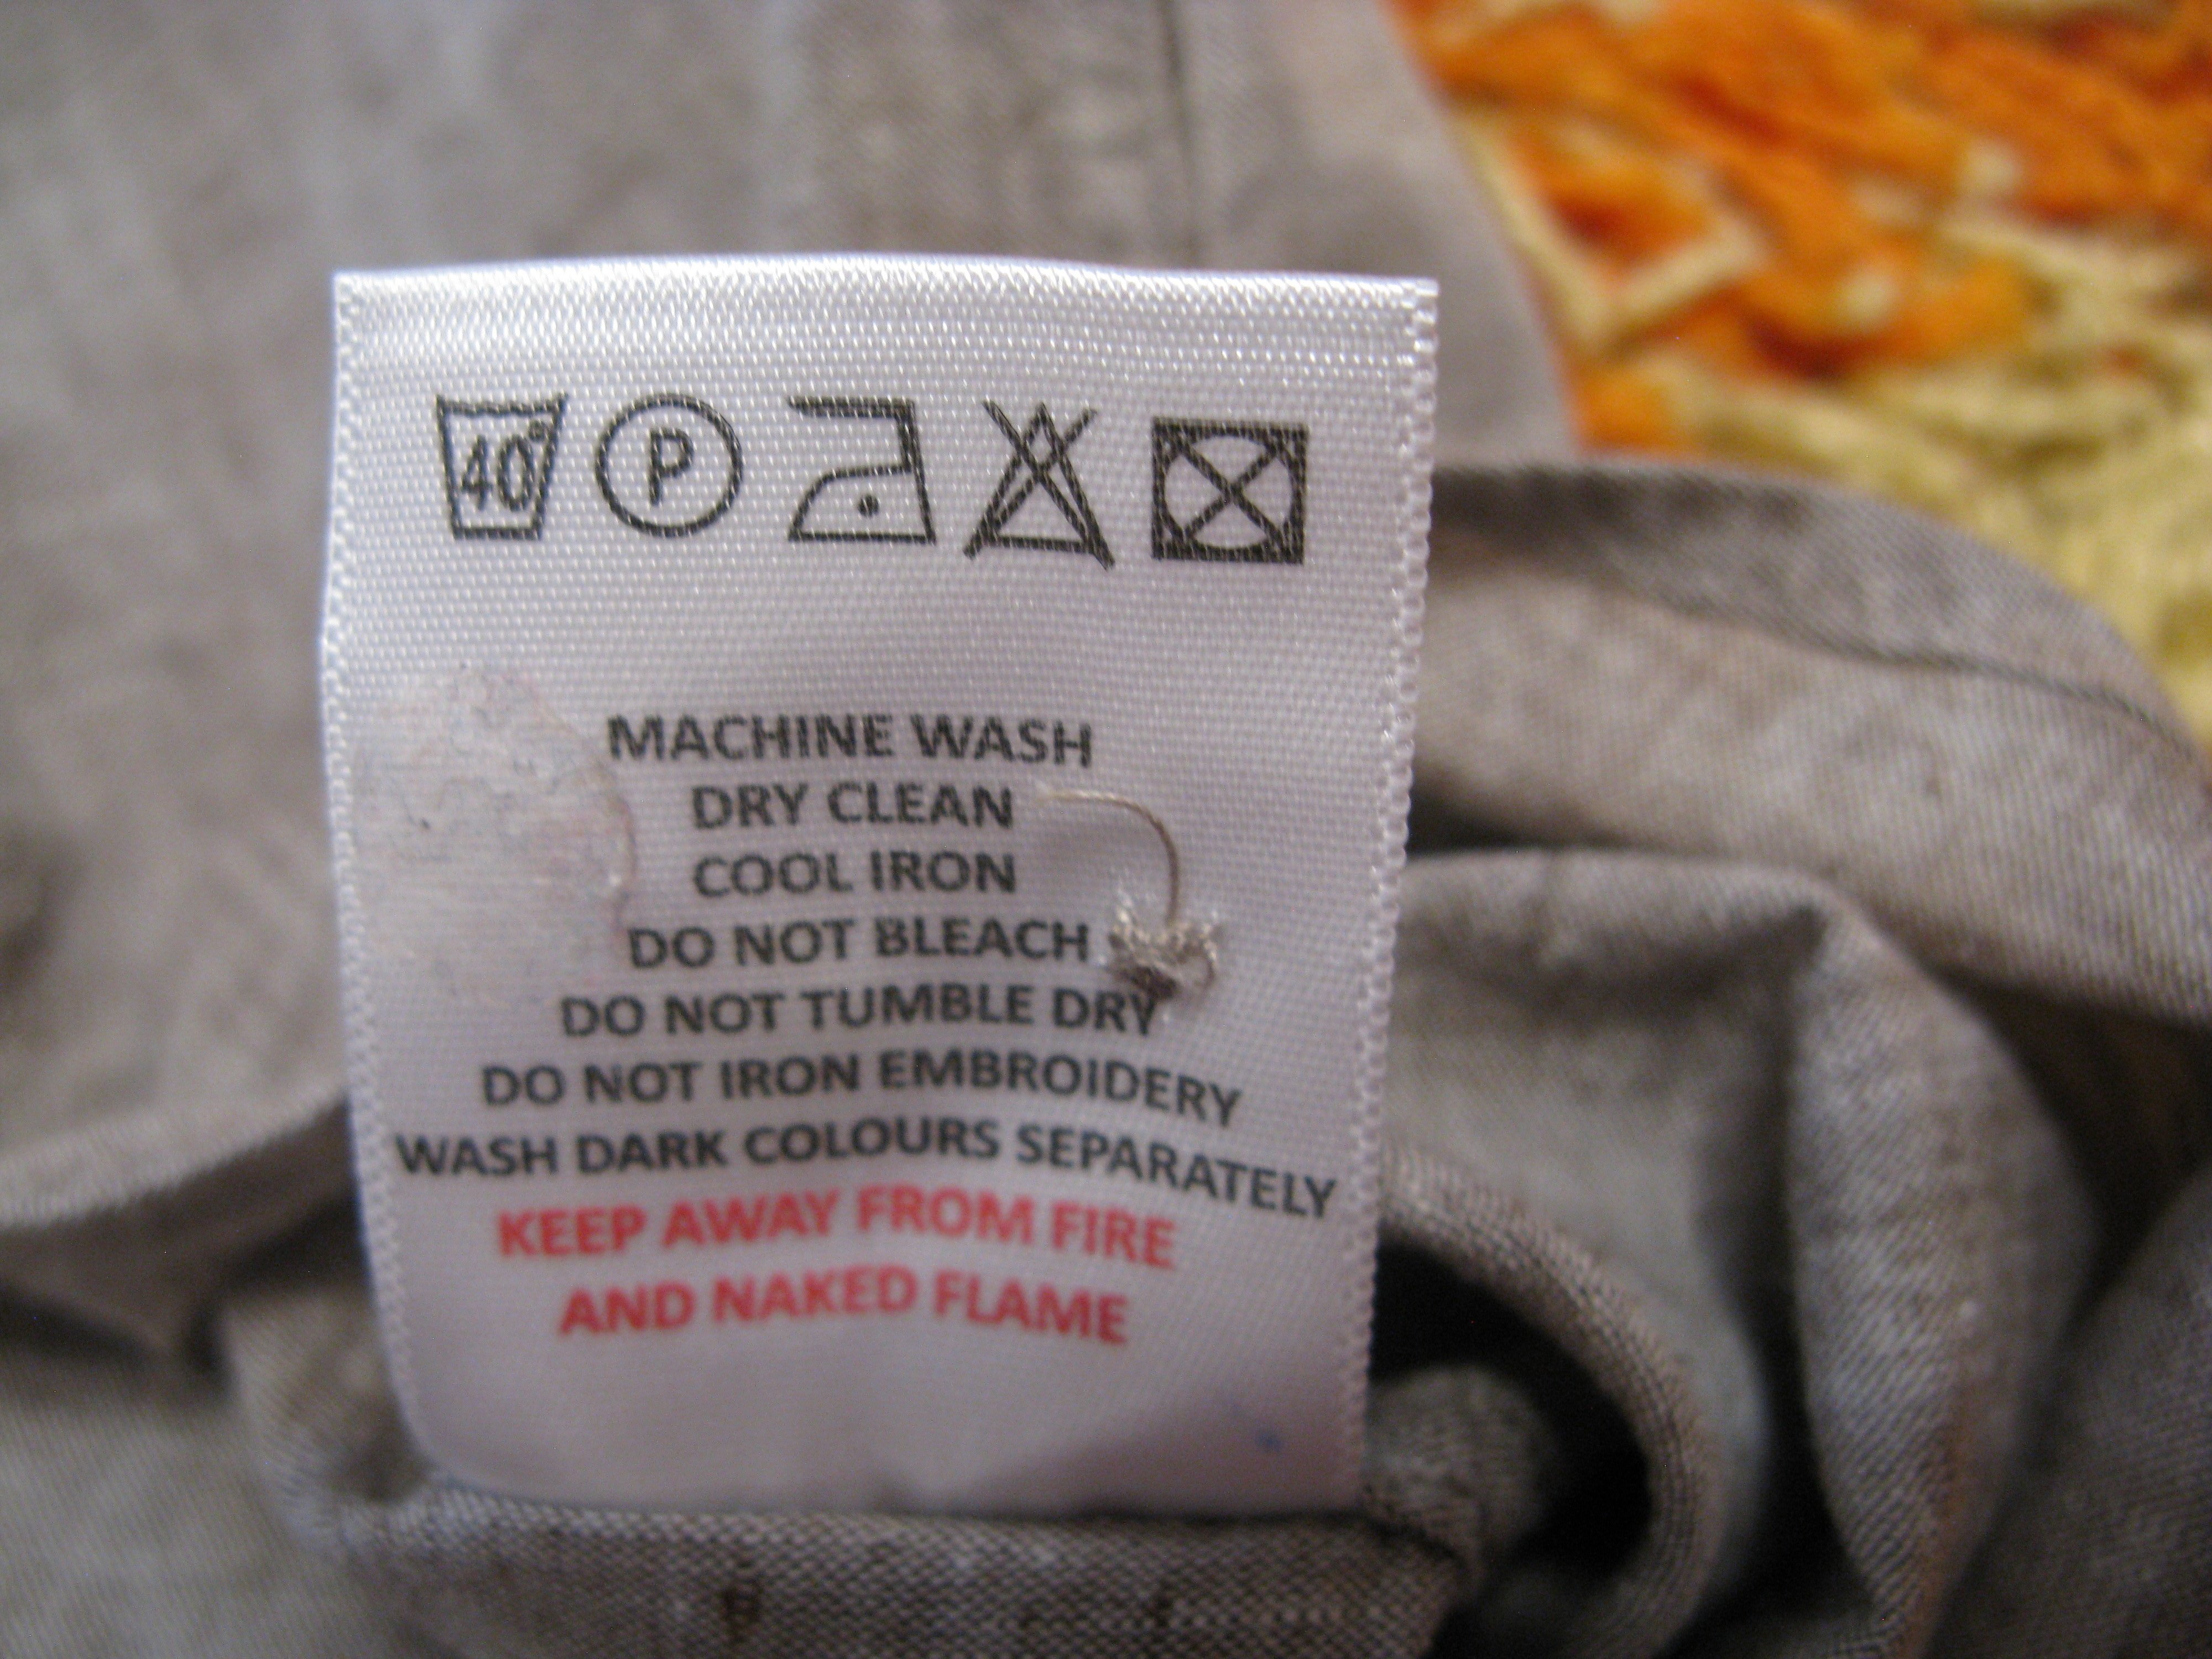 40° P
MACHINE WASH
DRY CLEAN
COOL IRON
DO NOT BLEACH
DO NOT TUMBLE DRY
DO NOT IRON EMBROIDERY
WASH DARK COLOURS SEPARATELY
KEEP AWAY FROM FIRE
AND NAKED FLAME